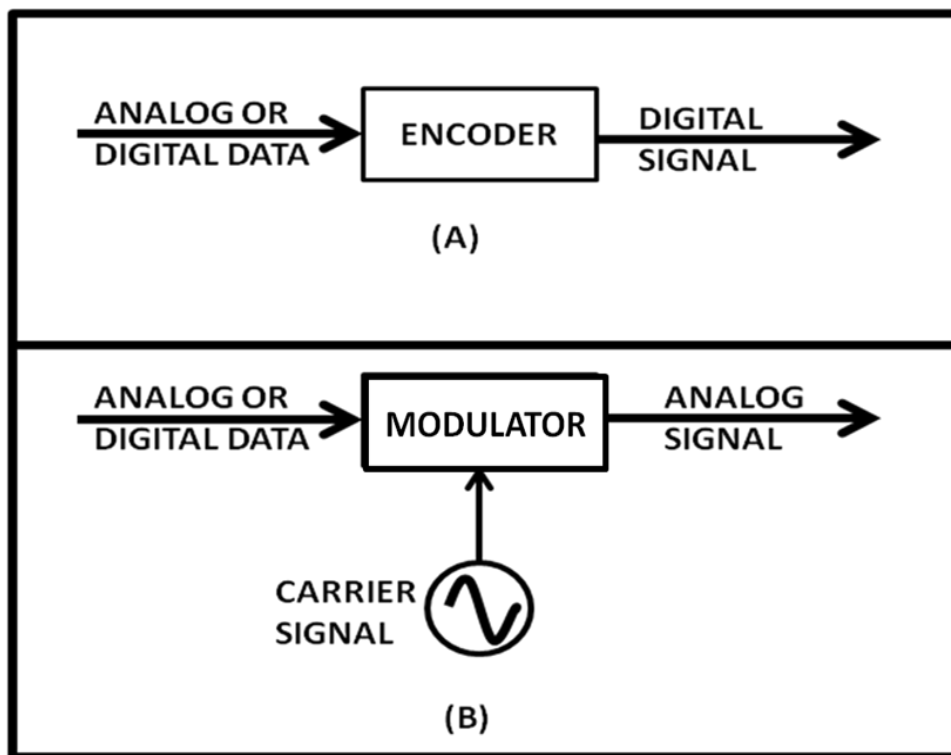 ANALOG OR
DIGITAL DATA
ENCODER
DIGITAL
SIGNAL
(A)
ANALOG OR
DIGITAL DATA
MODULATOR
ANALOG
SIGNAL
CARRIER
SIGNAL
(B)